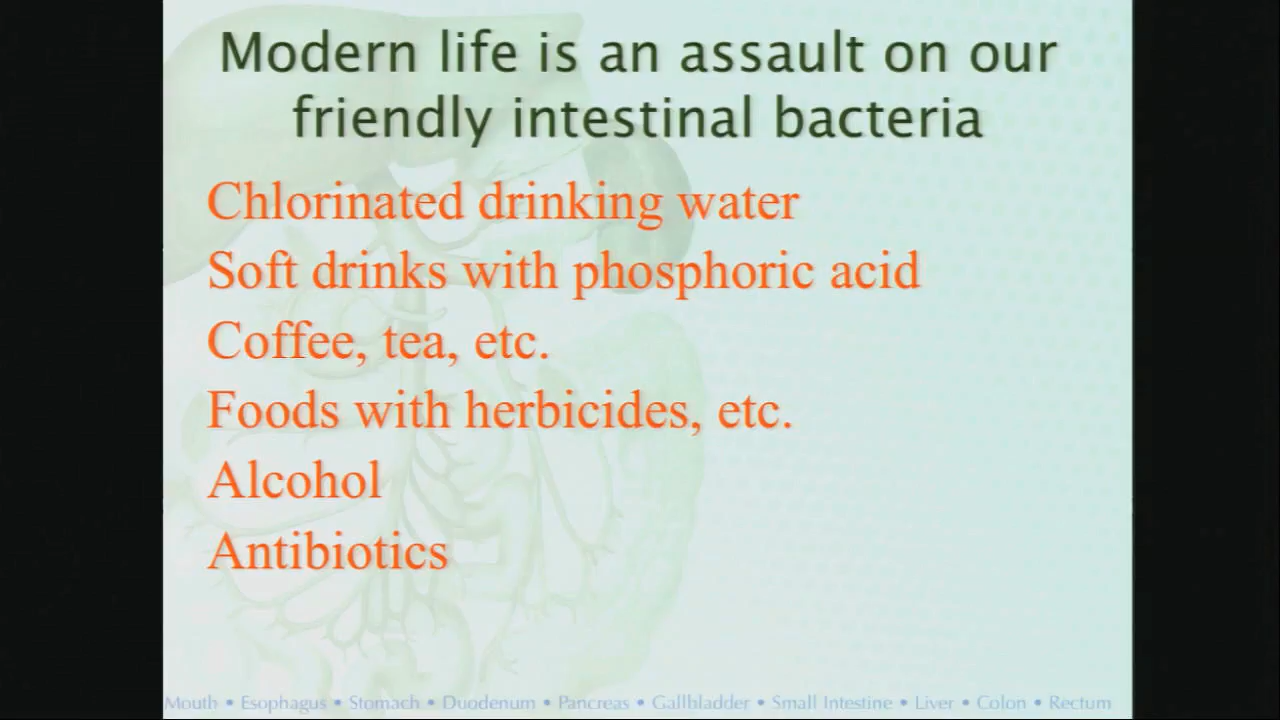 Modern life is an assault on our
friendly intestinal bacteria
Chlorinated drinking water
Soft drinks with phosphoric acid
Coffee, tea, etc.
Foods with herbicides, etc.
Alcohol
Antibiotics
Mouth • Esophagus • Stomach • Duodenum • Pancreas • Gallbladder • Small Intestine • Liver • Colon • Rectum